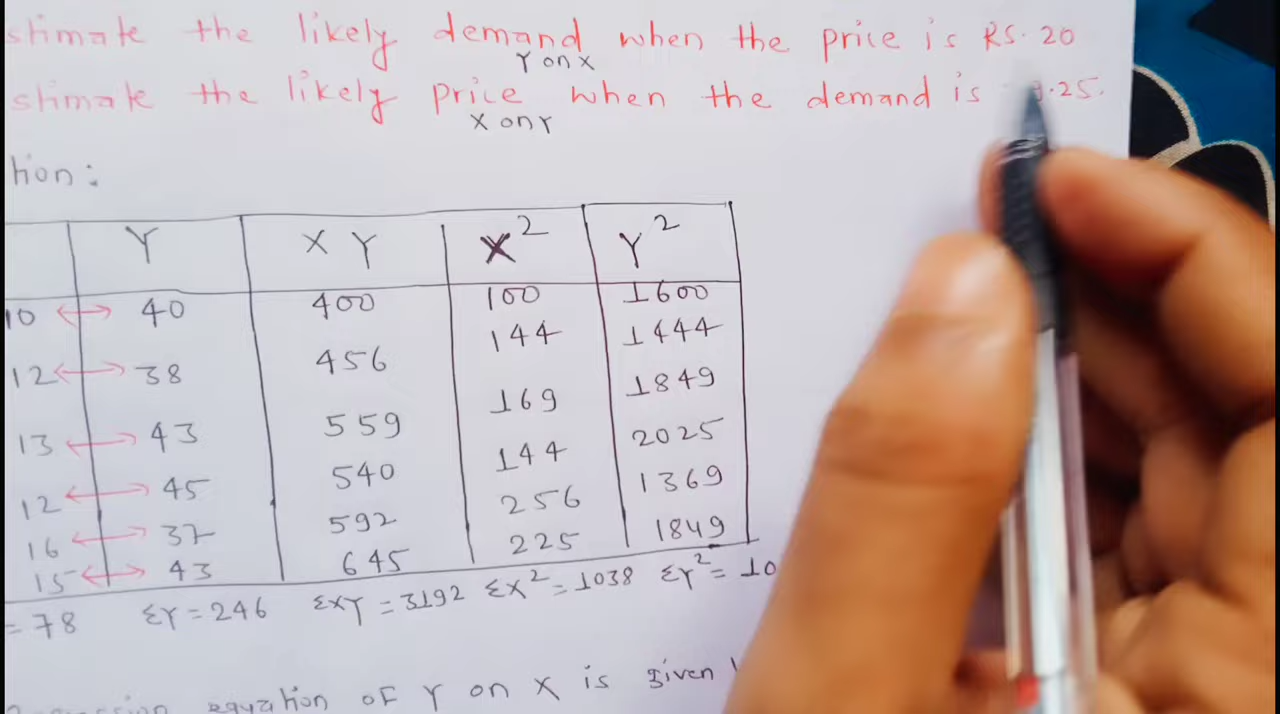 stimate the likely demand when the price is RS. 20
Y on X
stimate the likely price when the demand is .25.
X on Y
tion:
Y XY X² Y²
10 40 400 100 1600
12 38 456 144 1444
13 43 559 169 1849
12 45 540 144 2025
16 37 592 256 1369
15 43 645 225 1849
= 78 ΣY = 246 ΣXY = 3192 ΣX² = 1038 ΣY² = 10
equation of Y on X is given